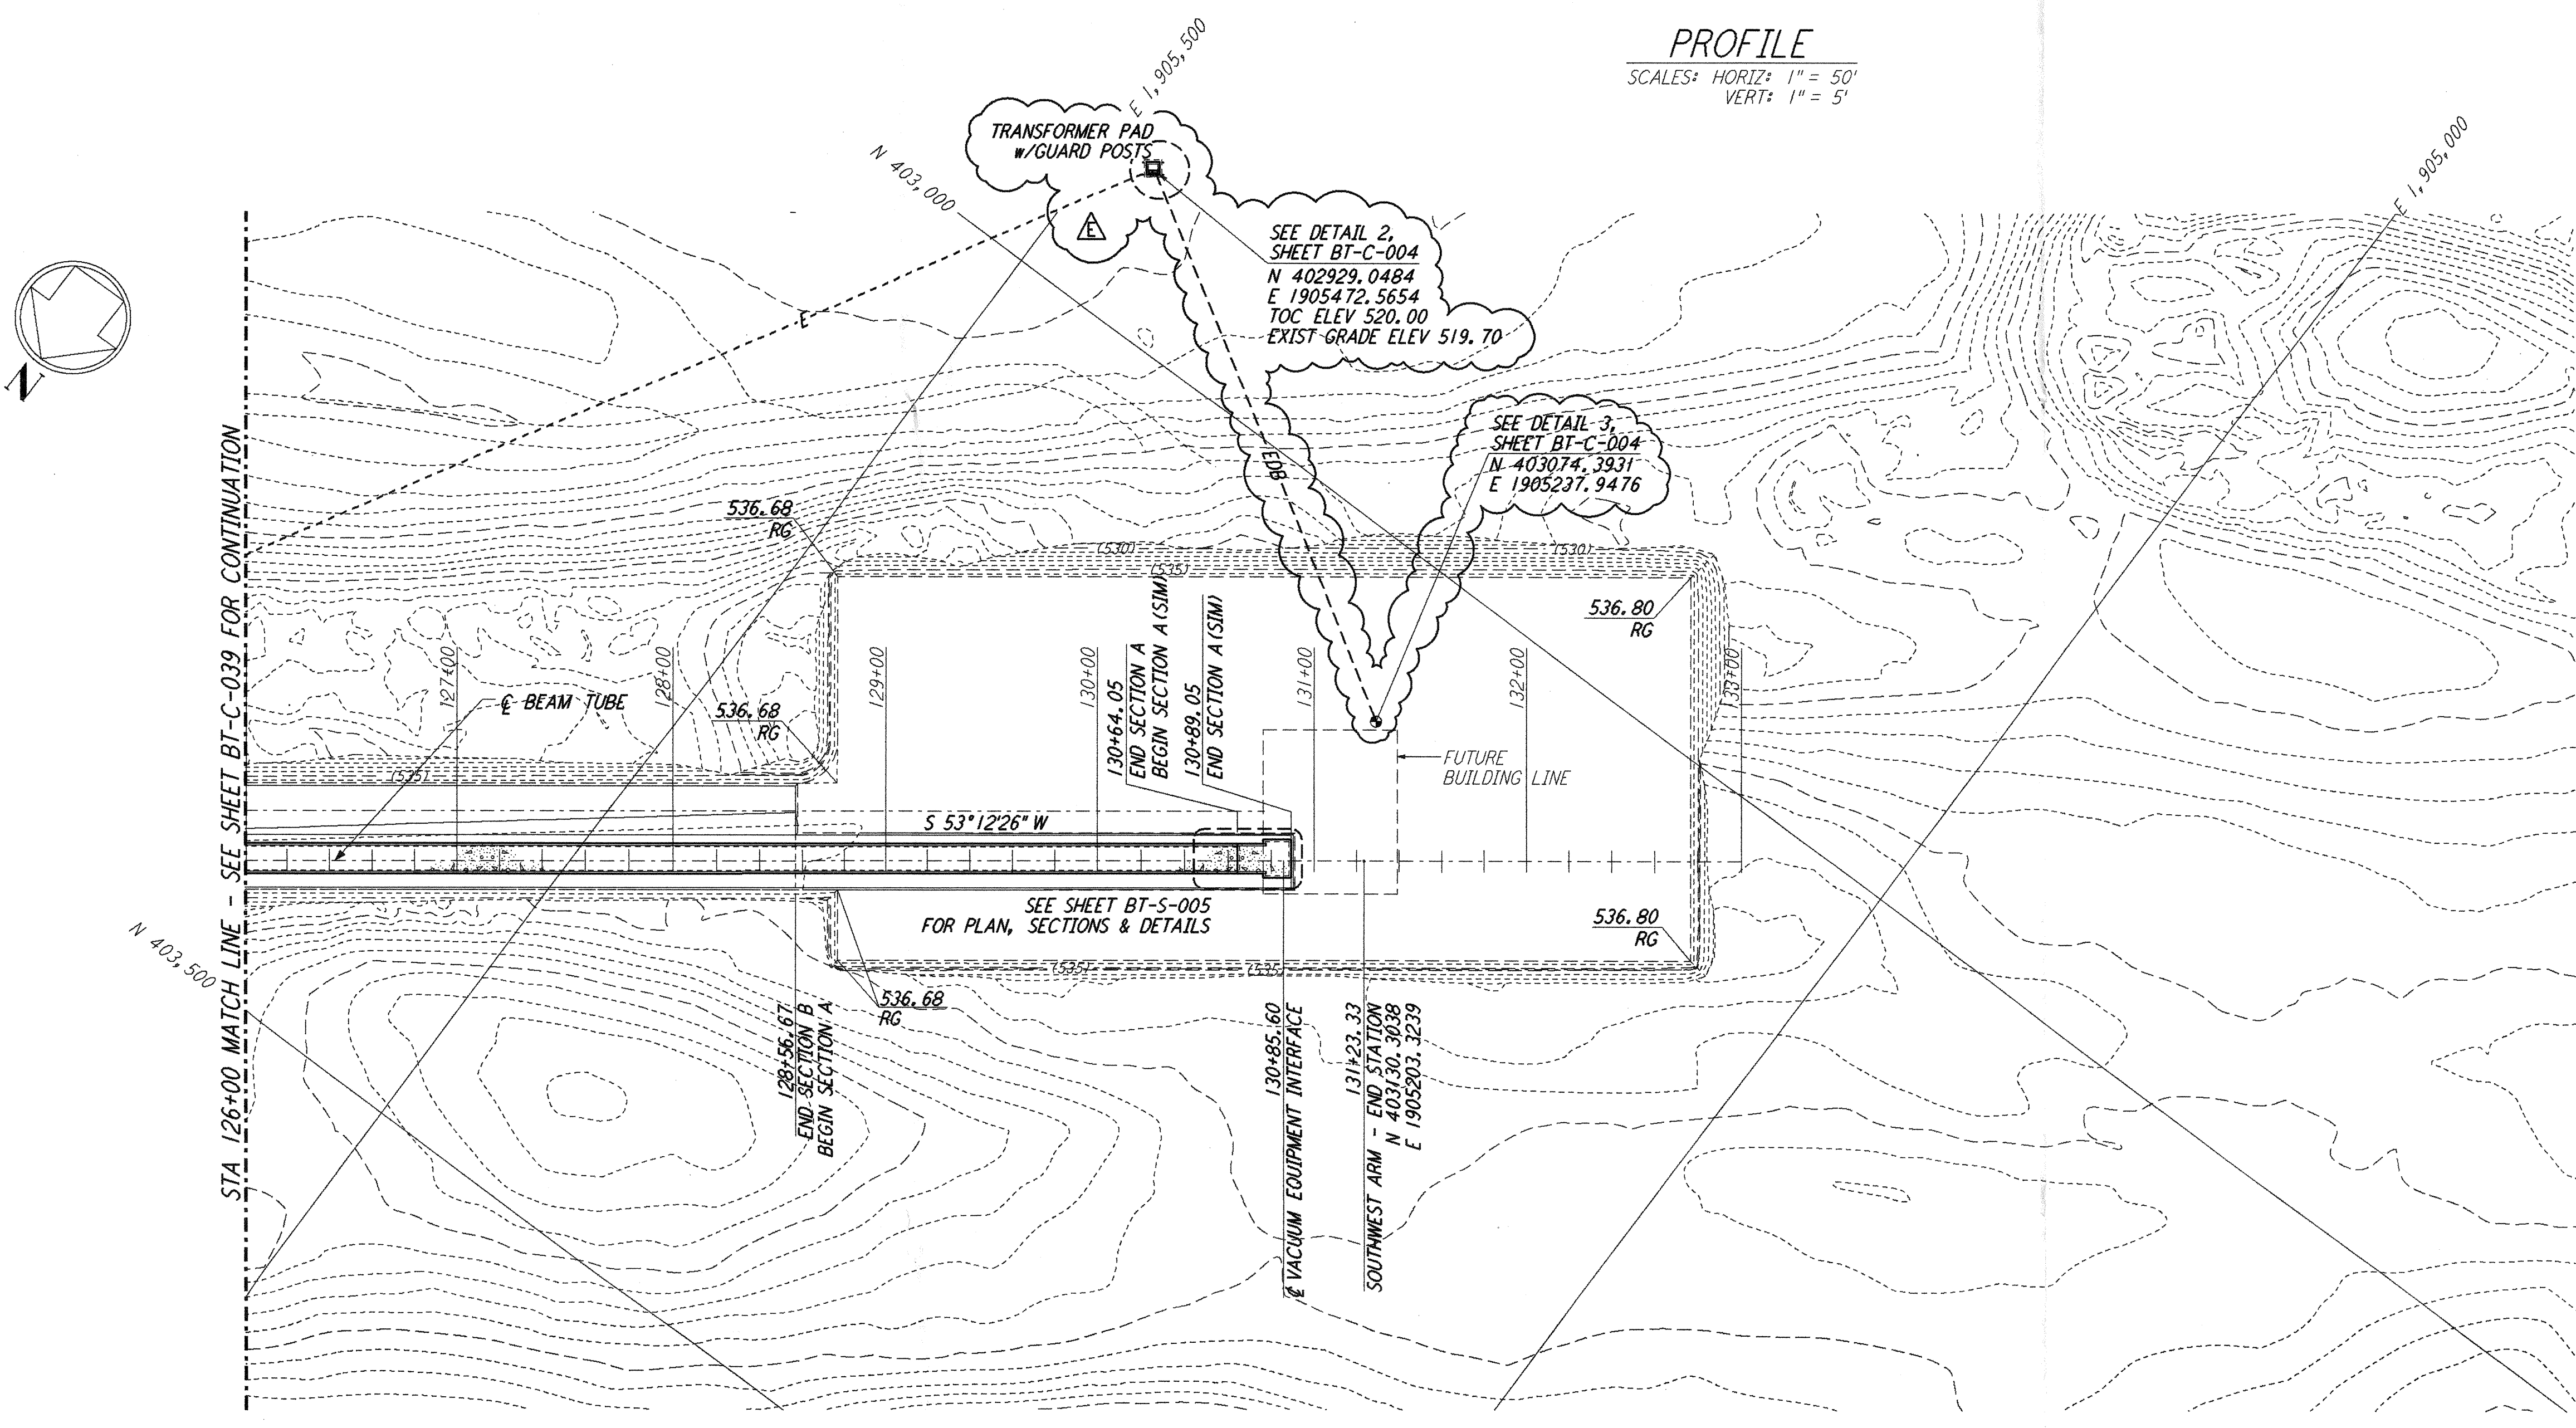 PROFILE
SCALES: HORIZ: 1" = 50'
VERT: 1" = 5'
E 1,905,500
TRANSFORMER PAD
w/GUARD POSTS
N 403,000
E
E 1,905,000
SEE DETAIL 2,
SHEET BT-C-004
N 402929.0484
E 1905472.5654
TOC ELEV 520.00
EXIST GRADE ELEV 519.70
N
E
SEE DETAIL 3,
SHEET BT-C-004
N 403074.3931
E 1905237.9476
EDB
STA 126+00 MATCH LINE - SEE SHEET BT-C-039 FOR CONTINUATION
536.68
RG
(530)
(530)
(535)
536.80
RG
127+00
128+00
129+00
130+00
131+00
132+00
133+00
130+64.05
END SECTION A
BEGIN SECTION A(SIM)
130+89.05
END SECTION A(SIM)
℄ BEAM TUBE
536.68
RG
(535)
FUTURE
BUILDING LINE
S 53°12'26" W
SEE SHEET BT-S-005
FOR PLAN, SECTIONS & DETAILS
536.80
RG
N 403,500
(535)
(535)
536.68
RG
128+56.67
END SECTION B
BEGIN SECTION A
130+85.60
℄ VACUUM EQUIPMENT INTERFACE
131+23.33
SOUTHWEST ARM - END STATION
N 403130.3038
E 1905203.3239